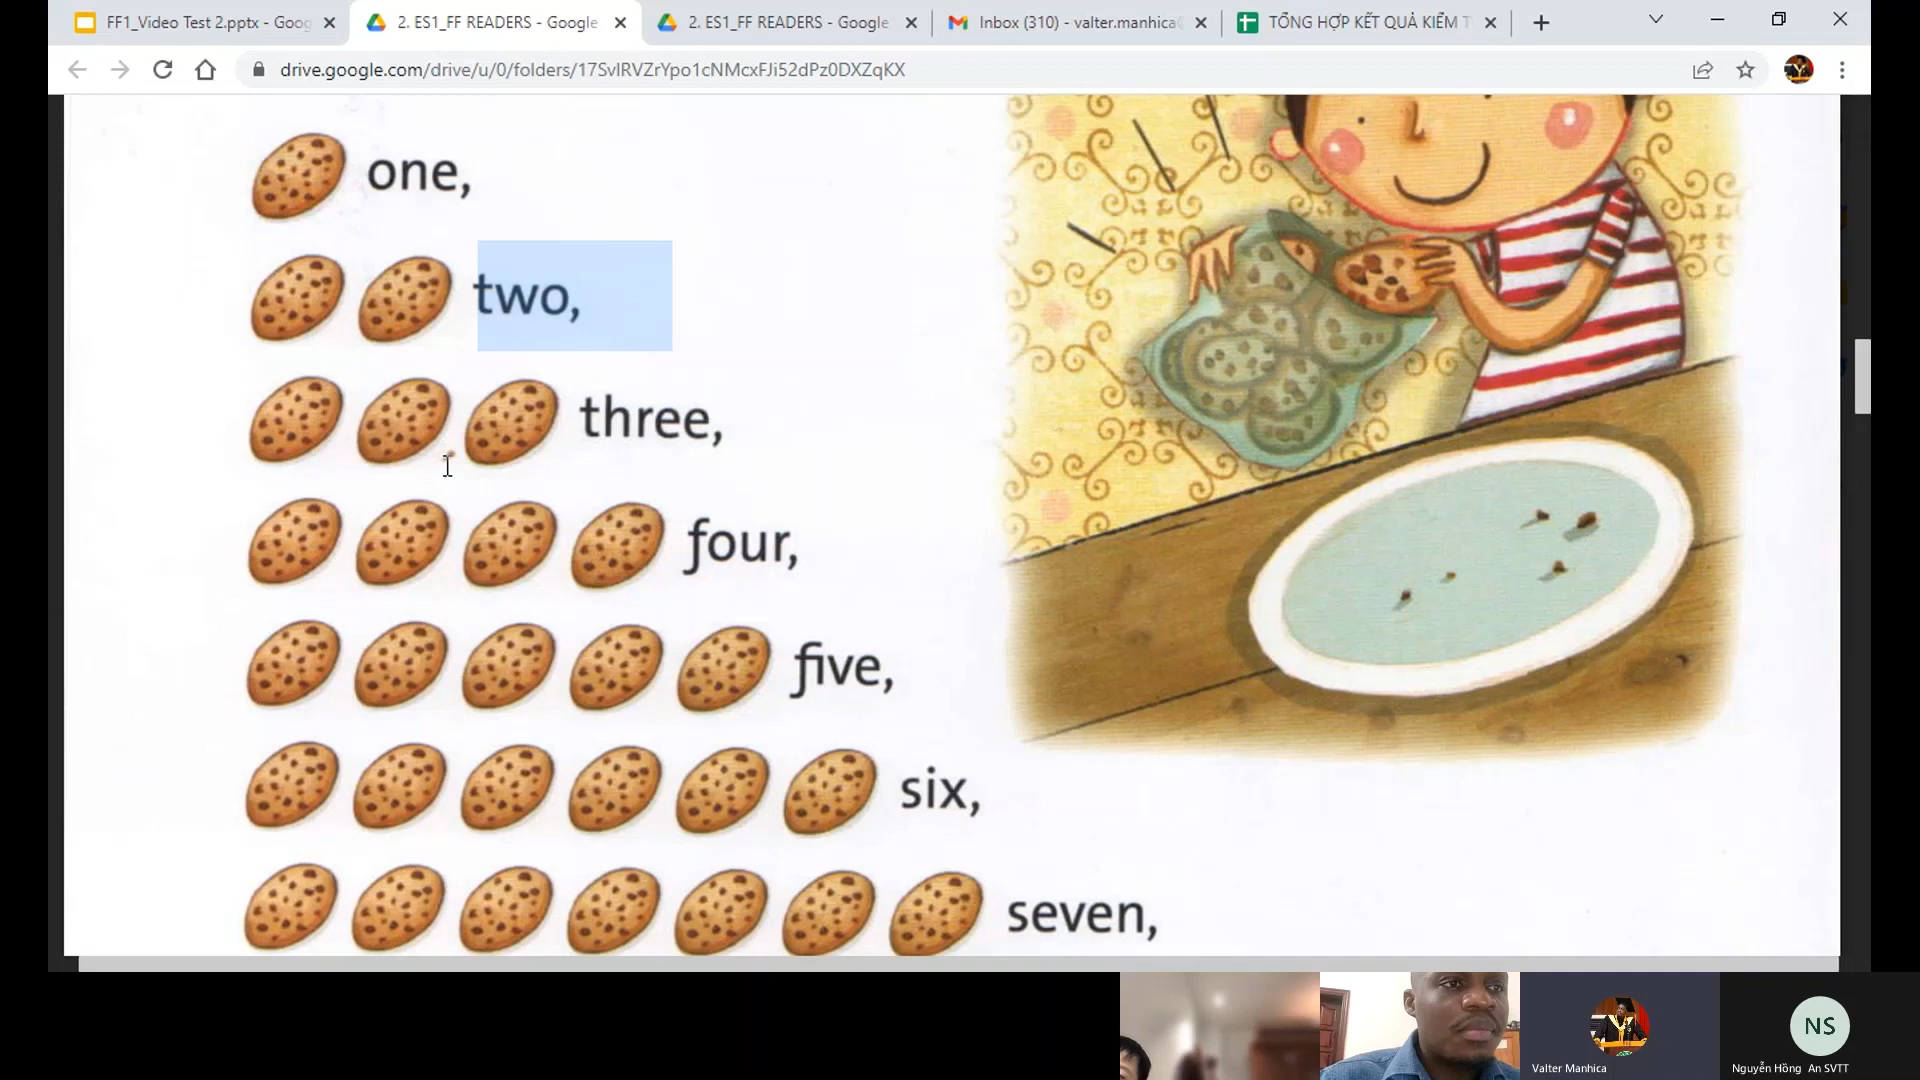 FF1_Video Test 2.pptx - Goog
2. ES1_FF READERS - Google
2. ES1_FF READERS - Google
Inbox (310) - valter.manhica@
TỔNG HỢP KẾT QUẢ KIỂM T
drive.google.com/drive/u/0/folders/17SvIRVZrYpo1cNMcxFJi52dPz0DXZqKX
one,
two,
three,
four,
five,
six,
seven,
NS
Valter Manhica
Nguyễn Hồng An SVTT